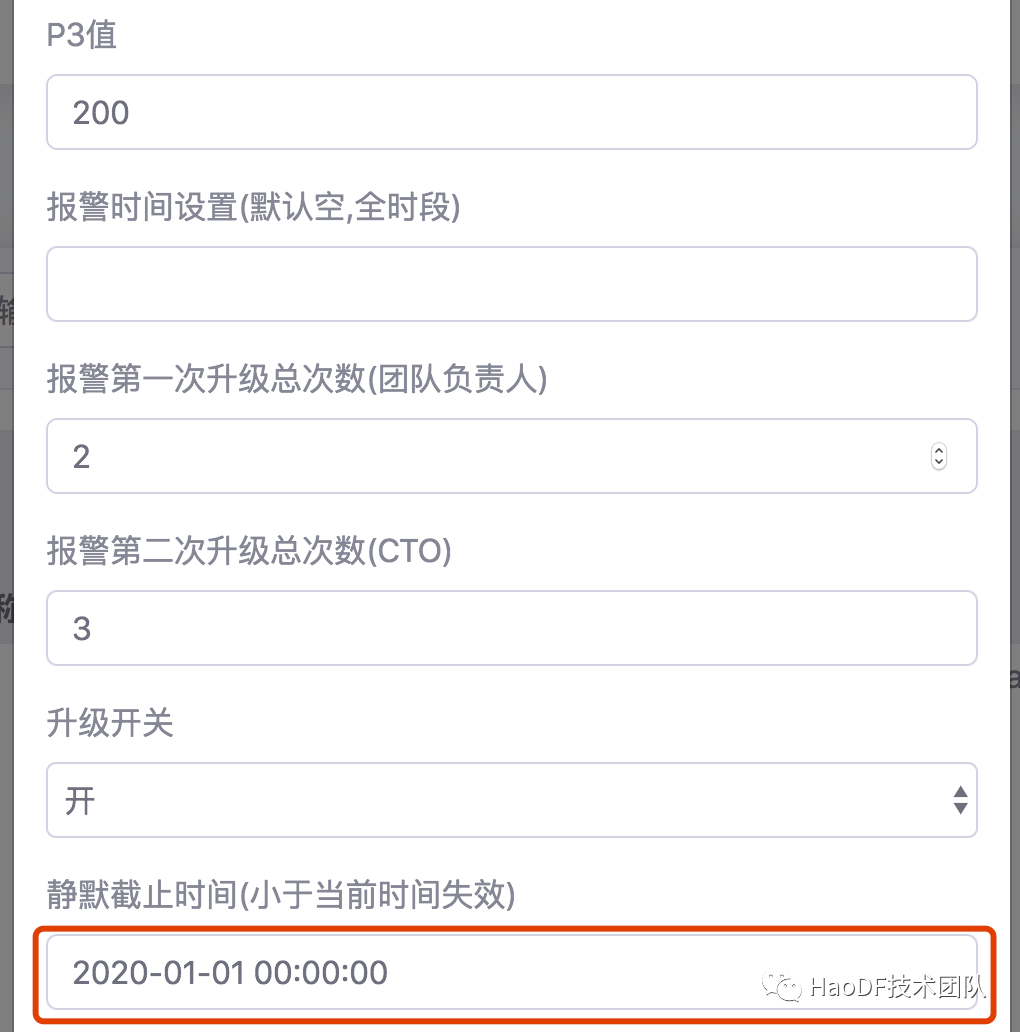 P3值
200
报警时间设置(默认空,全时段)
报警第一次升级总次数(团队负责人)
2
报警第二次升级总次数(CTO)
3
升级开关
开
静默截止时间(小于当前时间失效)
2020-01-01 00:00:00
HaoDF技术团队